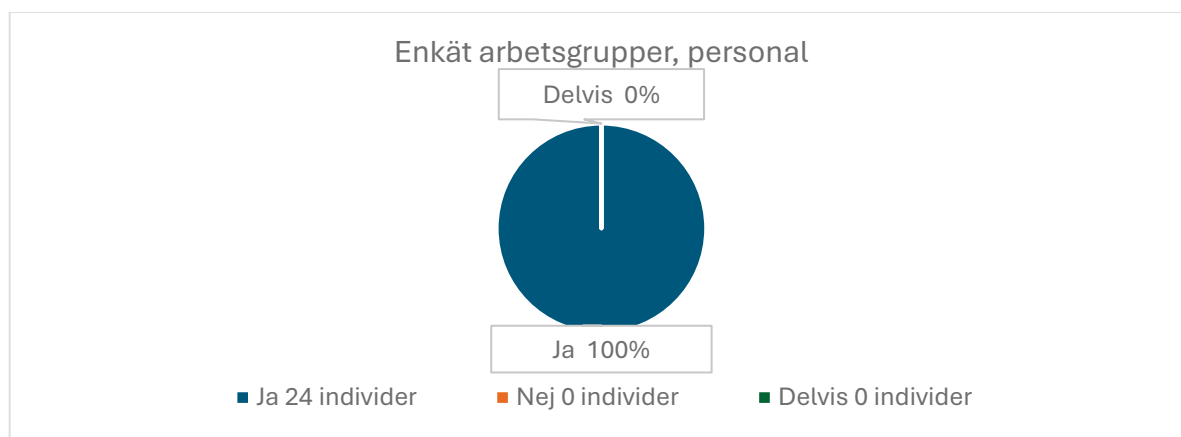 Enkät arbetsgrupper, personal
Delvis 0%
Ja 100%
Ja 24 individer
Nej 0 individer
Delvis 0 individer